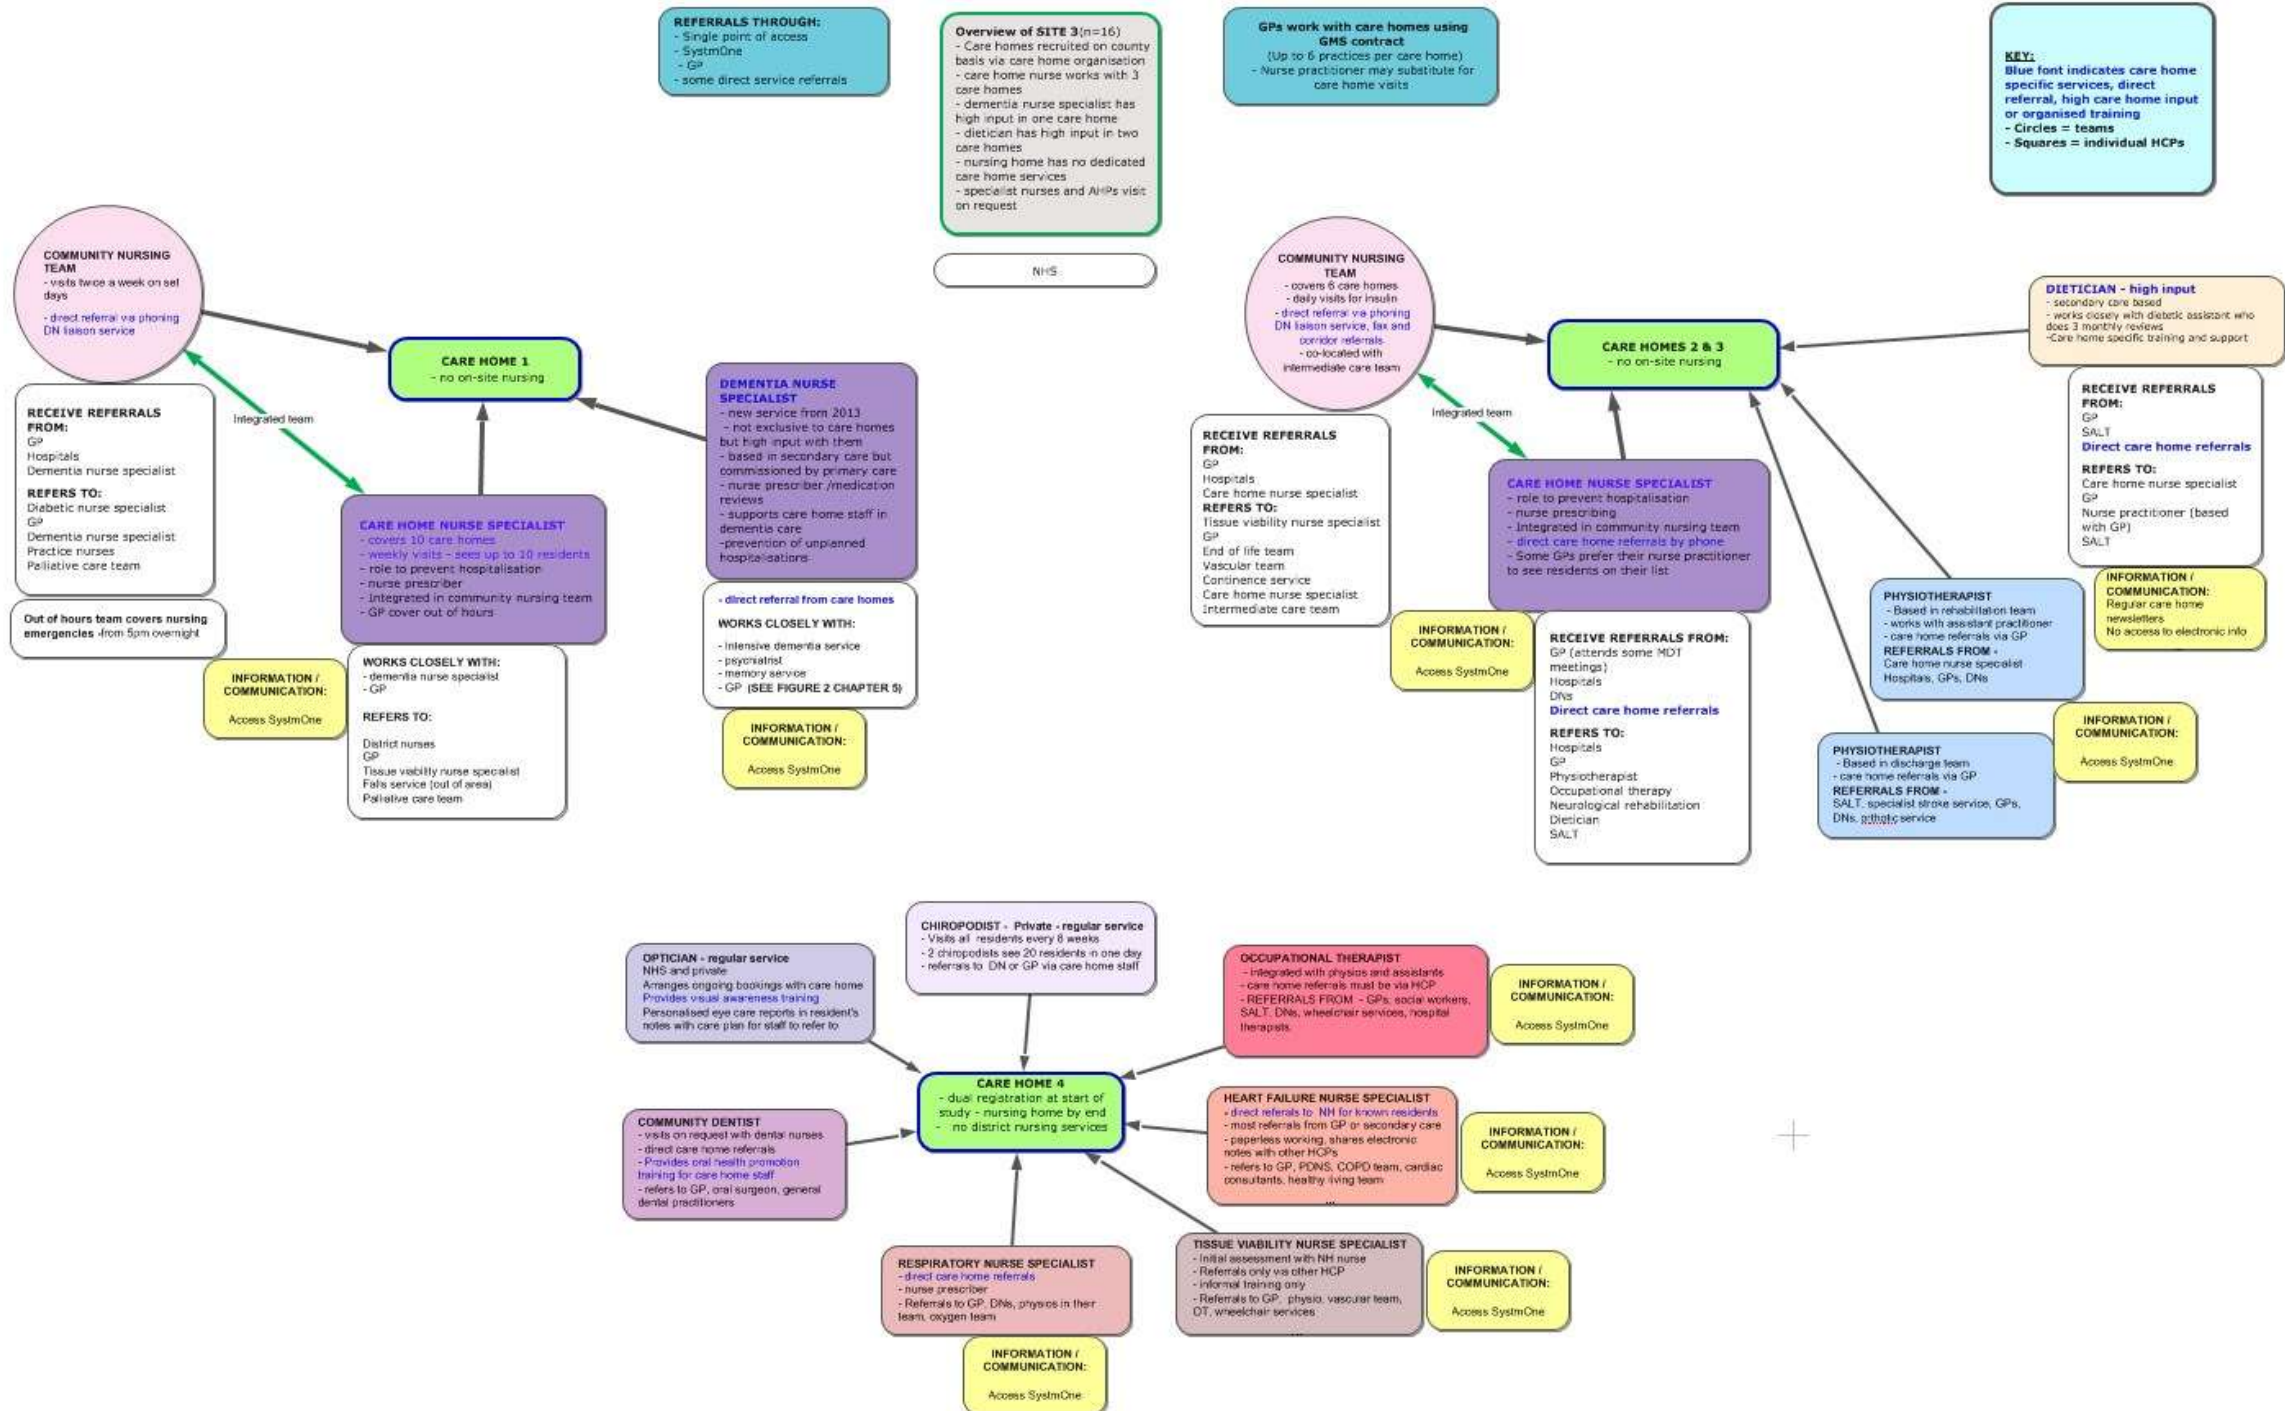 REFERRALS THROUGH:
- Single point of access
- SystmOne
- GP
- some direct service referrals
Overview of SITE 3(n=16)
- Care homes recruited on county
basis via care home organisation
- care home nurse works with 3
care homes
- dementia nurse specialist has
high input in one care home
- dietician has high input in two
care homes
- nursing home has no dedicated
care home services
- specialist nurses and AHPs visit
on request
NHS
GPs work with care homes using
GMS contract
(Up to 6 practices per care home)
- Nurse practitioner may substitute for
care home visits
KEY:
Blue font indicates care home
specific services, direct
referral, high care home input
or organised training
- Circles = teams
- Squares = individual HCPs
COMMUNITY NURSING
TEAM
- visits twice a week on set
days
- direct referral via phoning
DN liaison service
RECEIVE REFERRALS
FROM:
GP
Hospitals
Dementia nurse specialist
REFERS TO:
Diabetic nurse specialist
GP
Dementia nurse specialist
Practice nurses
Palliative care team
Out of hours team covers nursing
emergencies -from 5pm overnight
Integrated team
CARE HOME 1
- no on-site nursing
CARE HOME NURSE SPECIALIST
- covers 10 care homes
- weekly visits - sees up to 10 residents
- role to prevent hospitalisation
- nurse prescriber
- Integrated in community nursing team
- GP cover out of hours
INFORMATION /
COMMUNICATION:
Access SystmOne
WORKS CLOSELY WITH:
- dementia nurse specialist
- GP
REFERS TO:
District nurses
GP
Tissue viability nurse specialist
Falls service (out of area)
Palliative care team
DEMENTIA NURSE
SPECIALIST
- new service from 2013
- not exclusive to care homes
but high input with them
- based in secondary care but
commissioned by primary care
- nurse prescriber /medication
reviews
- supports care home staff in
dementia care
-prevention of unplanned
hospitalisations
- direct referral from care homes
WORKS CLOSELY WITH:
- Intensive dementia service
- psychiatrist
- memory service
- GP (SEE FIGURE 2 CHAPTER 5)
INFORMATION /
COMMUNICATION:
Access SystmOne
COMMUNITY NURSING
TEAM
- covers 6 care homes
- daily visits for insulin
- direct referral via phoning
DN liaison service, fax and
corridor referrals
- co-located with
intermediate care team
RECEIVE REFERRALS
FROM:
GP
Hospitals
Care home nurse specialist
REFERS TO:
Tissue viability nurse specialist
GP
End of life team
Vascular team
Continence service
Care home nurse specialist
Intermediate care team
Integrated team
CARE HOMES 2 & 3
- no on-site nursing
CARE HOME NURSE SPECIALIST
- role to prevent hospitalisation
- nurse prescribing
- Integrated in community nursing team
- direct care home referrals by phone
- Some GPs prefer their nurse practitioner
to see residents on their list
INFORMATION /
COMMUNICATION:
Access SystmOne
RECEIVE REFERRALS FROM:
GP (attends some MDT
meetings)
Hospitals
DNs
Direct care home referrals
REFERS TO:
Hospitals
GP
Physiotherapist
Occupational therapy
Neurological rehabilitation
Dietician
SALT
DIETICIAN - high input
- secondary care based
- works closely with dietetic assistant who
does 3 monthly reviews
-Care home specific training and support
RECEIVE REFERRALS
FROM:
GP
SALT
Direct care home referrals
REFERS TO:
Care home nurse specialist
GP
Nurse practitioner (based
with GP)
SALT
INFORMATION /
COMMUNICATION:
Regular care home
newsletters
No access to electronic info
PHYSIOTHERAPIST
- Based in rehabilitation team
- works with assistant practitioner
- care home referrals via GP
REFERRALS FROM -
Care home nurse specialist
Hospitals, GPs, DNs
PHYSIOTHERAPIST
- Based in discharge team
- care home referrals via GP
REFERRALS FROM -
SALT, specialist stroke service, GPs,
DNs, orthotic service
INFORMATION /
COMMUNICATION:
Access SystmOne
OPTICIAN - regular service
NHS and private
Arranges ongoing bookings with care home
Provides visual awareness training
Personalised eye care reports in resident's
notes with care plan for staff to refer to
CHIROPODIST - Private - regular service
- Visits all residents every 8 weeks
- 2 chiropodists see 20 residents in one day
- referrals to DN or GP via care home staff
OCCUPATIONAL THERAPIST
- integrated with physios and assistants
- care home referrals must be via HCP
- REFERRALS FROM - GPs, social workers,
SALT, DNs, wheelchair services, hospital
therapists.
INFORMATION /
COMMUNICATION:
Access SystmOne
CARE HOME 4
- dual registration at start of
study - nursing home by end
- no district nursing services
COMMUNITY DENTIST
- visits on request with dental nurses
- direct care home referrals
- Provides oral health promotion
training for care home staff
- refers to GP, oral surgeon, general
dental practitioners
HEART FAILURE NURSE SPECIALIST
- direct referrals to NH for known residents
- most referrals from GP or secondary care
- paperless working, shares electronic
notes with other HCPs
- refers to GP, PDNS, COPD team, cardiac
consultants, healthy living team
...
INFORMATION /
COMMUNICATION:
Access SystmOne
RESPIRATORY NURSE SPECIALIST
- direct care home referrals
- nurse prescriber
- Referrals to GP, DNs, physios in their
team, oxygen team
INFORMATION /
COMMUNICATION:
Access SystmOne
TISSUE VIABILITY NURSE SPECIALIST
- Initial assessment with NH nurse
- Referrals only via other HCP
- informal training only
- Referrals to GP, physio, vascular team,
OT, wheelchair services
...
INFORMATION /
COMMUNICATION:
Access SystmOne